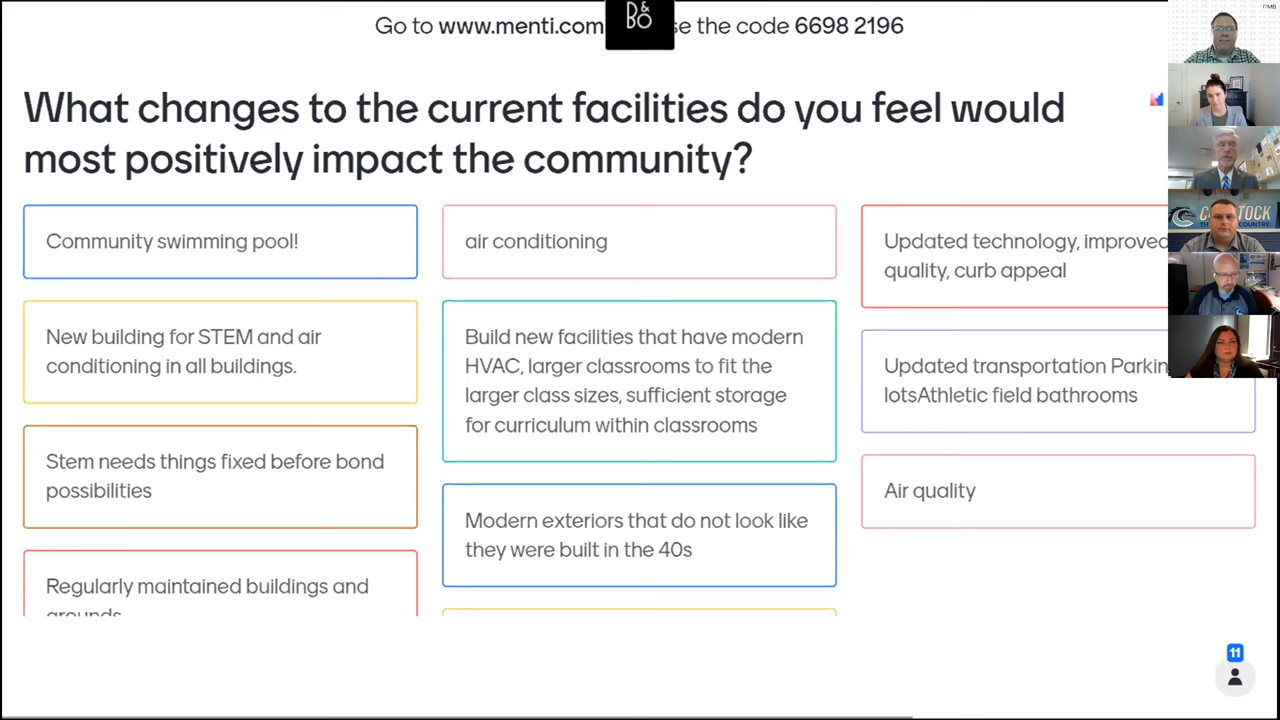 Go to www.menti.com
se the code 6698 2196
B&
BO
What changes to the current facilities do you feel would
most positively impact the community?
Community swimming pool!
New building for STEM and air
conditioning in all buildings.
Stem needs things fixed before bond
possibilities
Regularly maintained buildings and
grounds
air conditioning
Build new facilities that have modern
HVAC, larger classrooms to fit the
larger class sizes, sufficient storage
for curriculum within classrooms
Modern exteriors that do not look like
they were built in the 40s
Updated technology, improved
quality, curb appeal
Updated transportation Parkin
lotsAthletic field bathrooms
Air quality
11